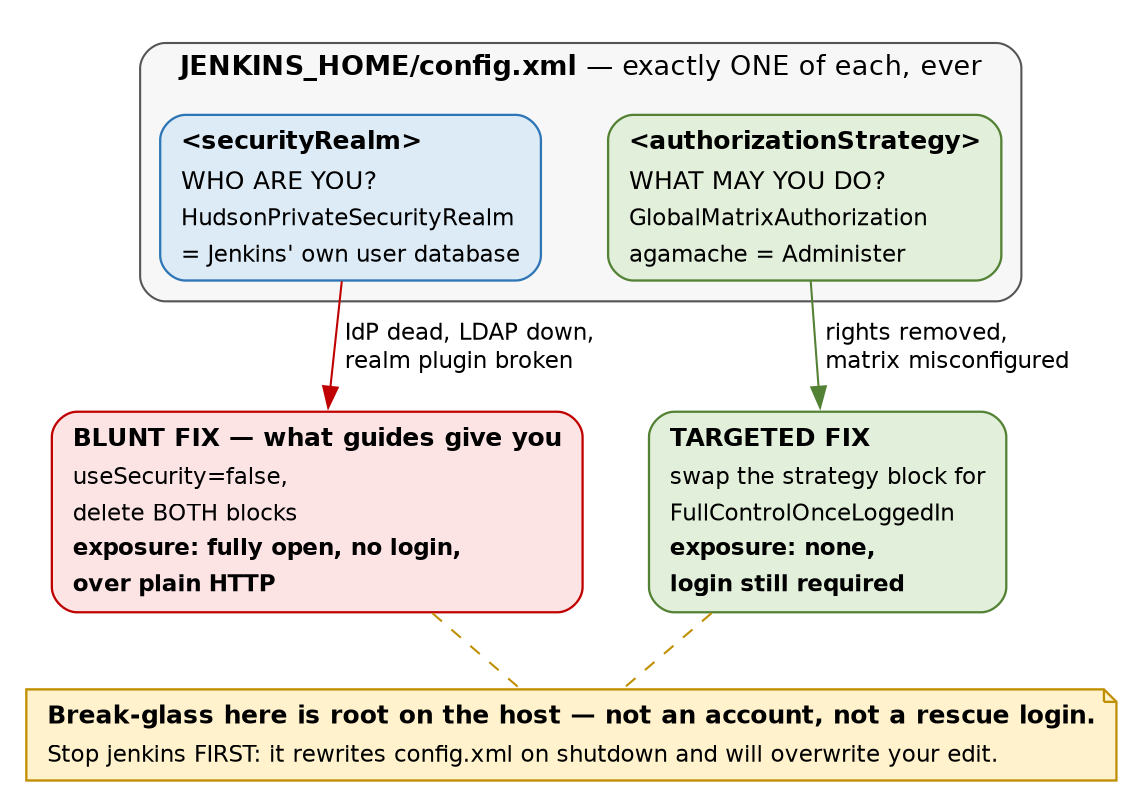 JENKINS_HOME/config.xml — exactly ONE of each, ever
<securityRealm>
WHO ARE YOU?
HudsonPrivateSecurityRealm
= Jenkins' own user database
<authorizationStrategy>
WHAT MAY YOU DO?
GlobalMatrixAuthorization
agamache = Administer
IdP dead, LDAP down,
realm plugin broken
rights removed,
matrix misconfigured
BLUNT FIX — what guides give you
useSecurity=false,
delete BOTH blocks
exposure: fully open, no login,
over plain HTTP
TARGETED FIX
swap the strategy block for
FullControlOnceLoggedIn
exposure: none,
login still required
Break-glass here is root on the host — not an account, not a rescue login.
Stop jenkins FIRST: it rewrites config.xml on shutdown and will overwrite your edit.